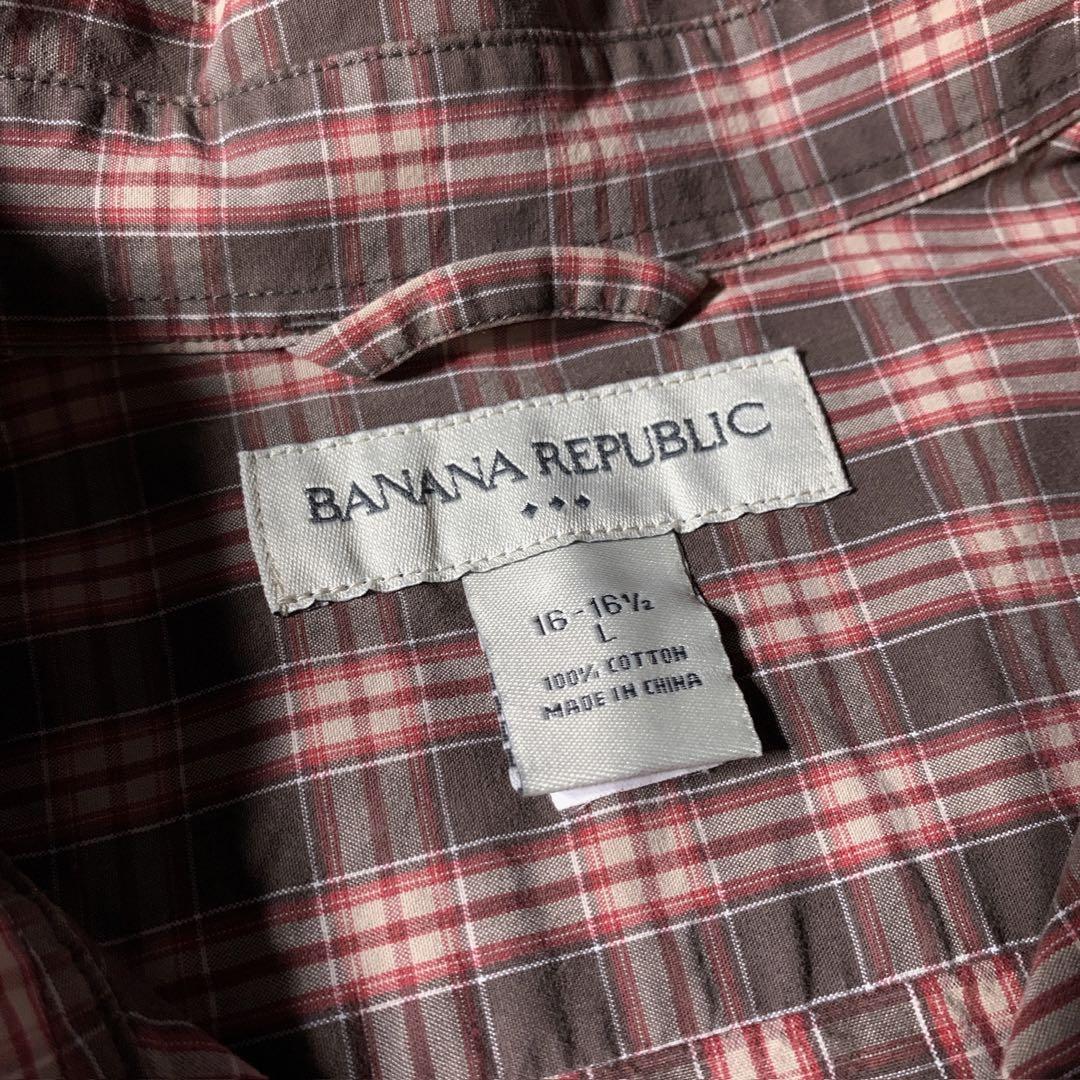 BANANA REPUBLIC
16-16½
L
100% COTTON
MADE IN CHINA